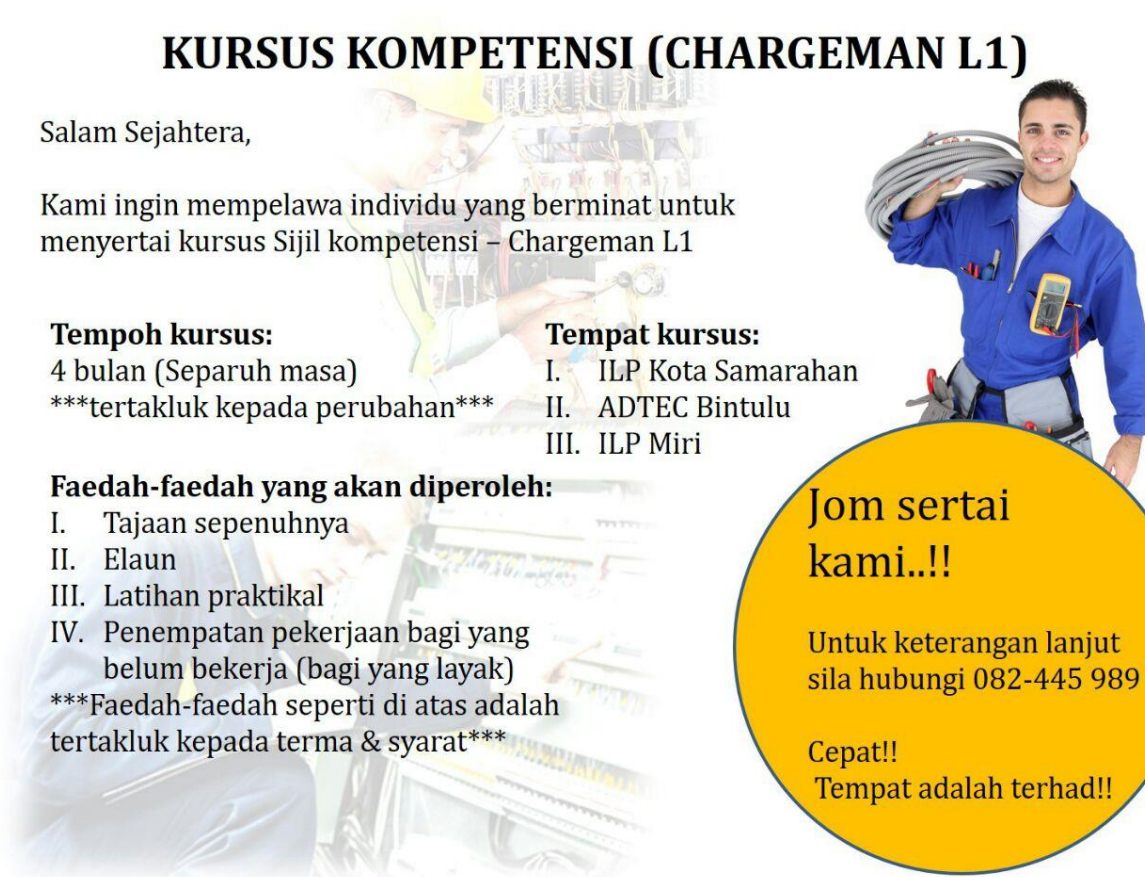 KURSUS KOMPETENSI (CHARGEMAN L1)
Salam Sejahtera,
Kami ingin mempelawa individu yang berminat untuk
menyertai kursus Sijil kompetensi – Chargeman L1
Tempoh kursus:
4 bulan (Separuh masa)
***tertakluk kepada perubahan***
Tempat kursus:
I. ILP Kota Samarahan
II. ADTEC Bintulu
III. ILP Miri
Faedah-faedah yang akan diperoleh:
I. Tajaan sepenuhnya
II. Elaun
III. Latihan praktikal
IV. Penempatan pekerjaan bagi yang
belum bekerja (bagi yang layak)
***Faedah-faedah seperti di atas adalah
tertakluk kepada terma & syarat***
Jom sertai
kami..!!
Untuk keterangan lanjut
sila hubungi 082-445 989
Cepat!!
Tempat adalah terhad!!